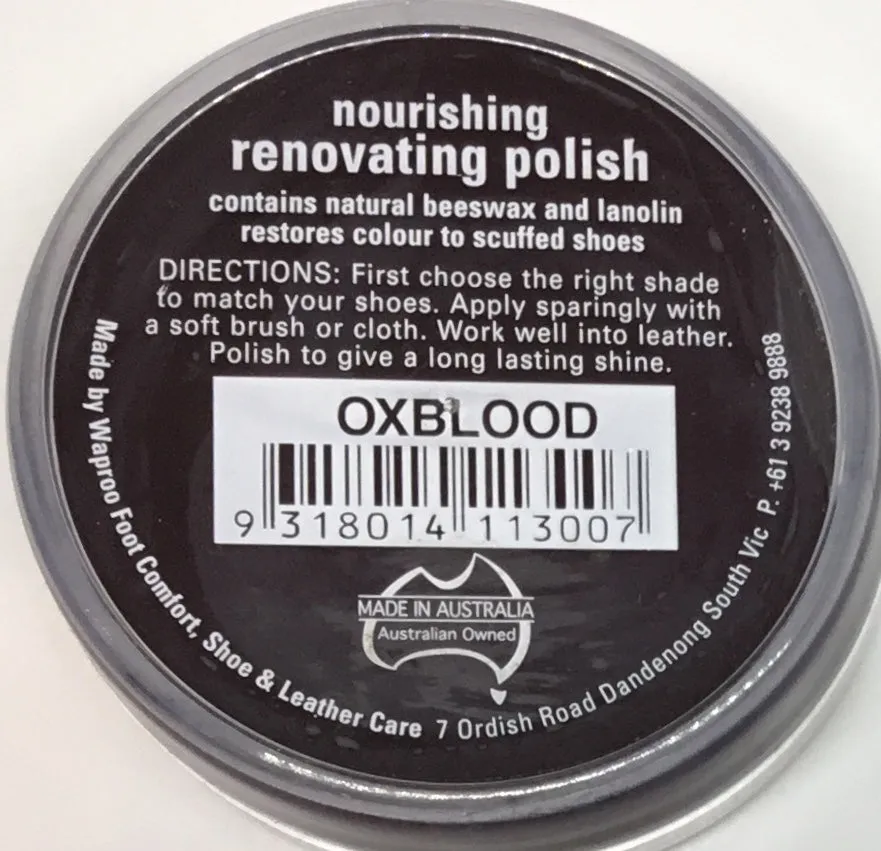 nourishing
renovating polish
contains natural beeswax and lanolin
restores colour to scuffed shoes
DIRECTIONS: First choose the right shade
to match your shoes. Apply sparingly with
a soft brush or cloth. Work well into leather.
Polish to give a long lasting shine.
OXBLOOD
9 318014 113007
MADE IN AUSTRALIA
Australian Owned
Made by Waproo Foot Comfort, Shoe & Leather Care 7 Ordish Road Dandenong South Vic P. +61 3 9238 9888